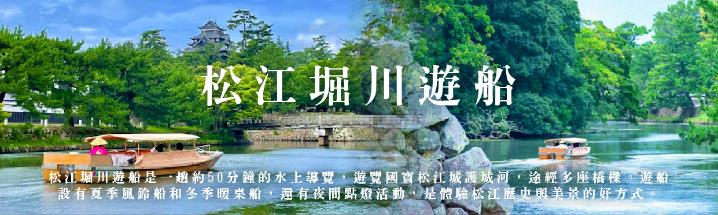 松江堀川遊船
松江堀川遊船是一趟約50分鐘的水上導覽，遊覽國寶松江城護城河，途經多座橋樑。遊船
設有夏季風鈴船和冬季暖桌船，還有夜間點燈活動，是體驗松江歷史與美景的好方式。